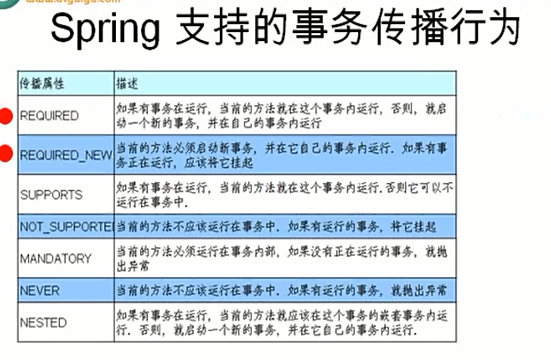 www.atguigu.com
Spring 支持的事务传播行为
传播属性 描述
REQUIRED 如果有事务在运行，当前的方法就在这个事务内运行，否则，就启
动一个新的事务，并在自己的事务内运行
REQUIRED_NEW 当前的方法必须启动新事务，并在它自己的事务内运行．如果有事
务正在运行，应该将它挂起
SUPPORTS 如果有事务在运行，当前的方法就在这个事务内运行.否则它可以不
运行在事务中．
NOT_SUPPORTED 当前的方法不应该运行在事务中．如果有运行的事务，将它挂起
MANDATORY 当前的方法必须运行在事务内部，如果没有正在运行的事务，就抛
出异常
NEVER 当前的方法不应该运行在事务中．如果有运行的事务，就抛出异常
NESTED 如果有事务在运行，当前的方法就应该在这个事务的嵌套事务内运
行．否则，就启动一个新的事务，并在它自己的事务内运行．